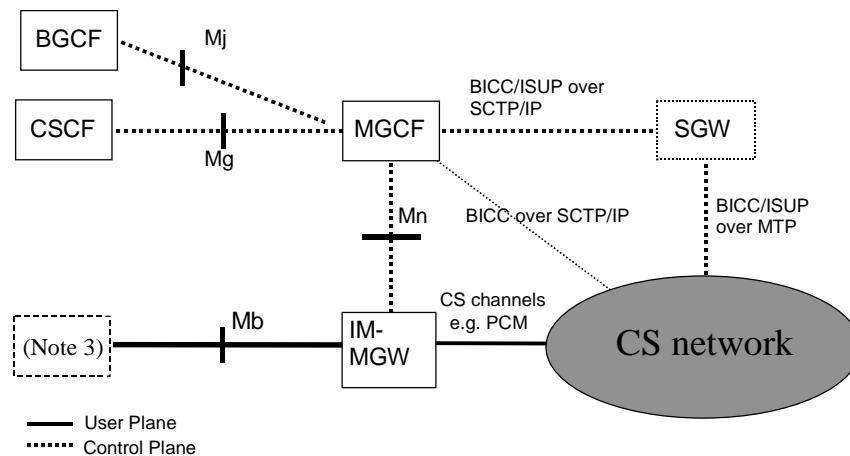 BGCF
Mj
BICC/ISUP over
SCTP/IP
CSCF
Mg
MGCF
SGW
Mn
BICC over SCTP/IP
BICC/ISUP
over MTP
CS channels
e.g. PCM
(Note 3)
Mb
IM-
MGW
CS network
User Plane
Control Plane